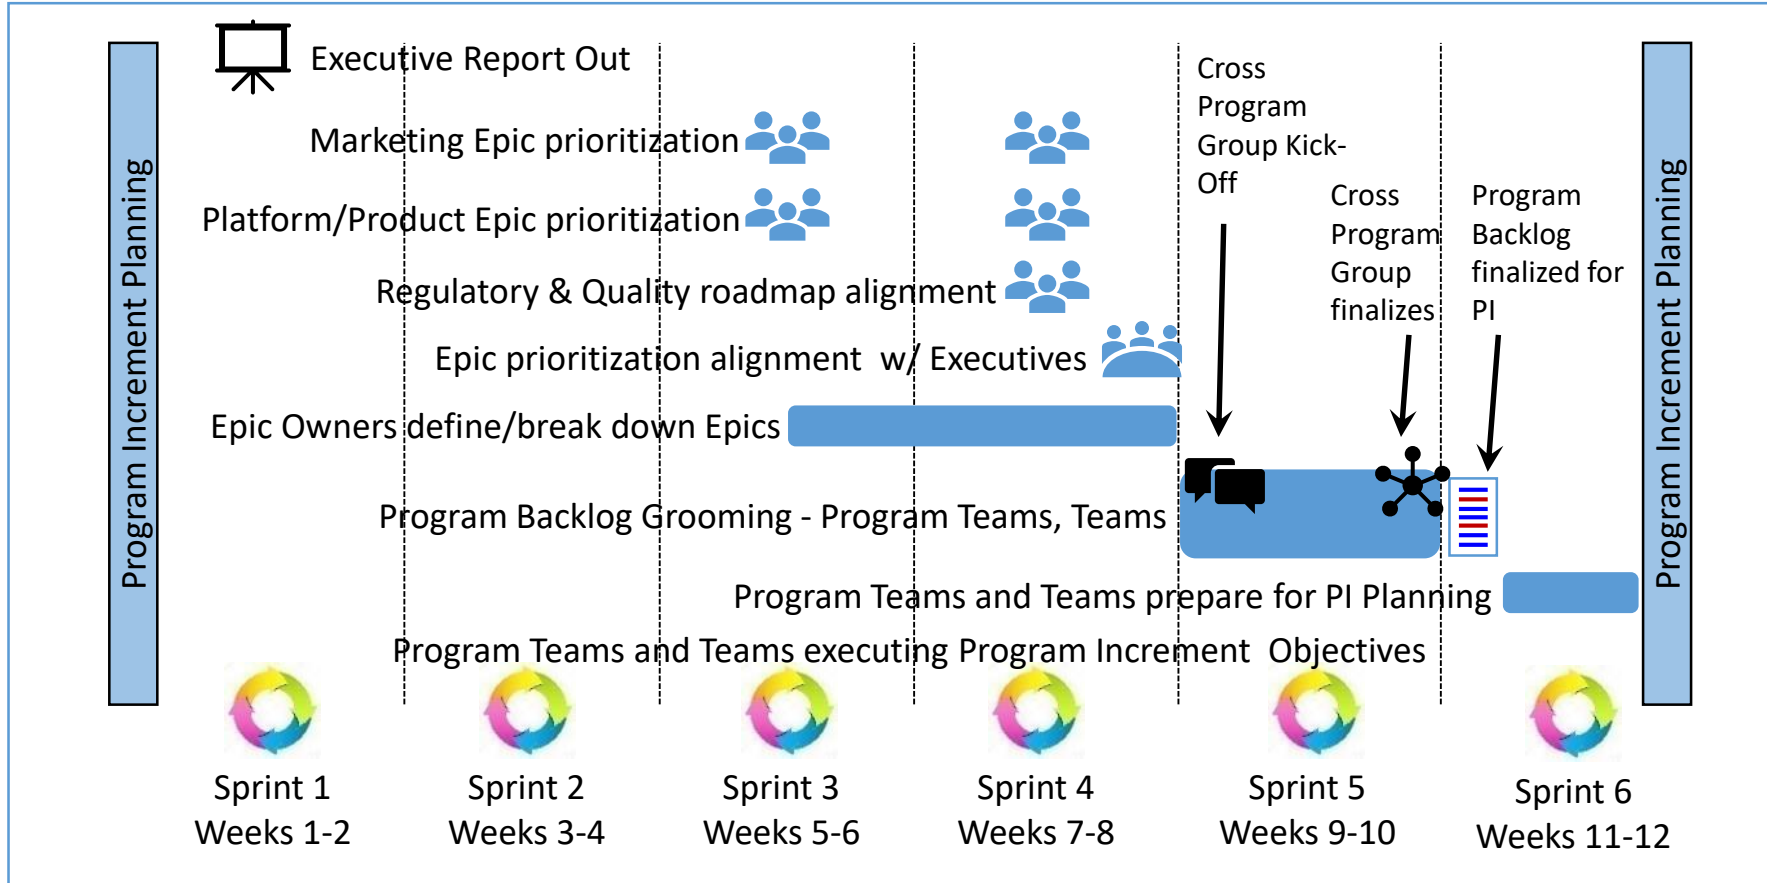 Program Increment Planning
Executive Report Out
Marketing Epic prioritization
Platform/Product Epic prioritization
Regulatory & Quality roadmap alignment
Epic prioritization alignment  w/ Executives
Epic Owners define/break down Epics
Program Backlog Grooming - Program Teams, Teams
Program Teams and Teams prepare for PI Planning
Program Teams and Teams executing Program Increment  Objectives
Cross
Program
Group Kick-
Off
Cross
Program
Group
finalizes
Program
Backlog
finalized for
PI
Program Increment Planning
Sprint 1
Weeks 1-2
Sprint 2
Weeks 3-4
Sprint 3
Weeks 5-6
Sprint 4
Weeks 7-8
Sprint 5
Weeks 9-10
Sprint 6
Weeks 11-12